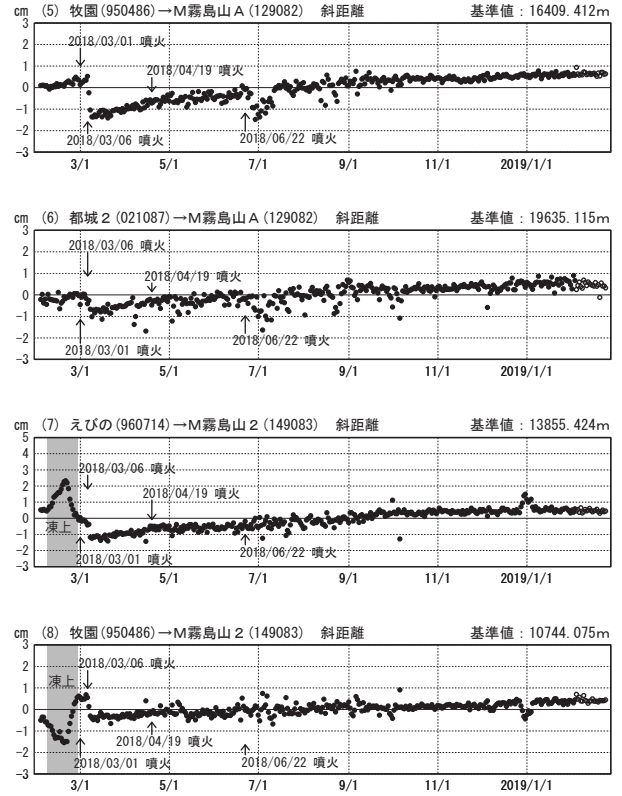 cm (5) 牧園(950486)→M霧島山A(129082) 斜距離 基準値：16409.412m
3
2018/03/01 噴火
2
2018/04/19 噴火
1
0
-1
-2
2018/03/06 噴火
2018/06/22 噴火
-3
3/1 5/1 7/1 9/1 11/1 2019/1/1
cm (6) 都城2(021087)→M霧島山A(129082) 斜距離 基準値：19635.115m
3
2018/03/06 噴火
2
1
2018/04/19 噴火
0
-1
-2
2018/06/22 噴火
2018/03/01 噴火
-3
3/1 5/1 7/1 9/1 11/1 2019/1/1
cm (7) えびの(960714)→M霧島山2(149083) 斜距離 基準値：13855.424m
5
4
3
2018/03/06 噴火
2
2018/04/19 噴火
1
0
凍上
-1
-2
2018/06/22 噴火
2018/03/01 噴火
-3
3/1 5/1 7/1 9/1 11/1 2019/1/1
cm (8) 牧園(950486)→M霧島山2(149083) 斜距離 基準値：10744.075m
3
2018/03/06 噴火
2
凍上
1
0
-1
2018/04/19 噴火
-2
2018/03/01 噴火
2018/06/22 噴火
-3
3/1 5/1 7/1 9/1 11/1 2019/1/1